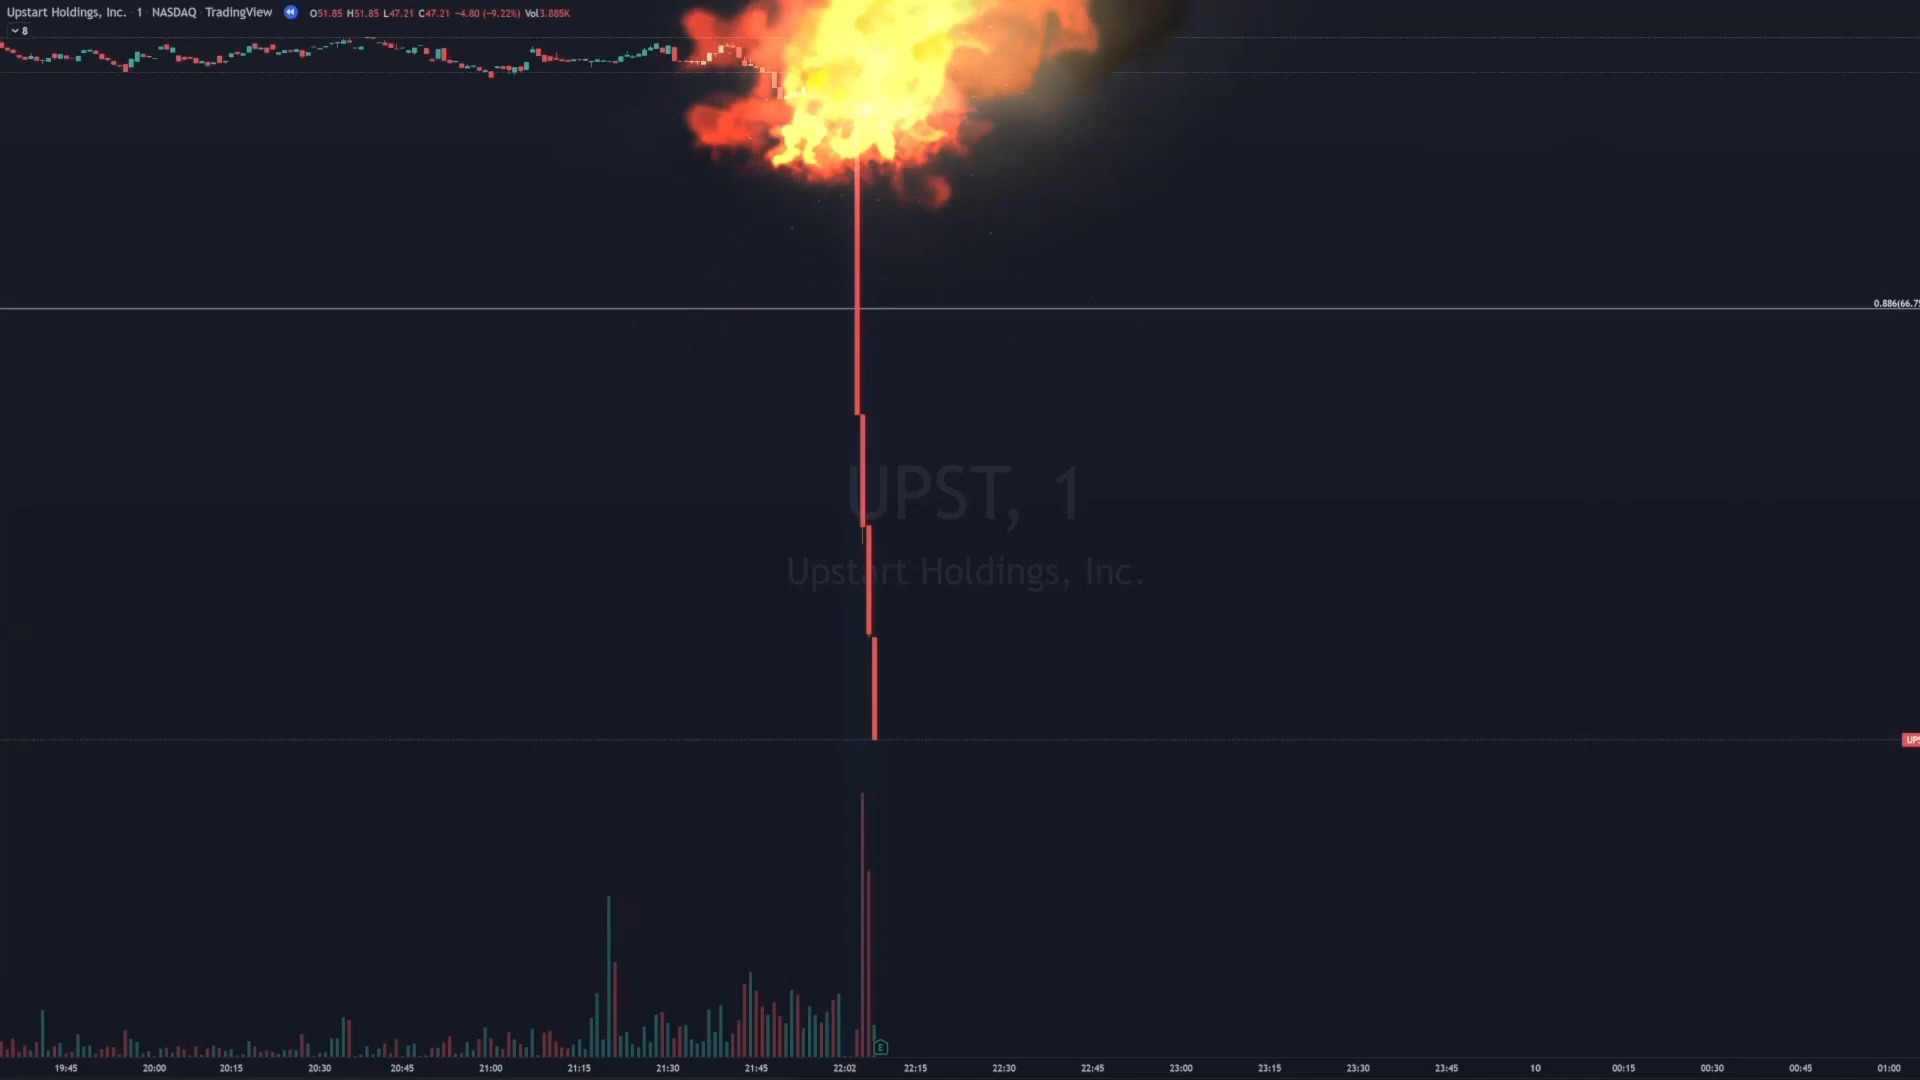 Upstart Holdings, Inc. 1 NASDAQ TradingView O51.85 H51.85 L47.21 C47.21 −4.80 (−9.22%) Vol3.885K
8
0.886(66.7
UPST, 1
Upstart Holdings, Inc.
UPS
E
19:45 20:00 20:15 20:30 20:45 21:00 21:15 21:30 21:45 22:02 22:15 22:30 22:45 23:00 23:15 23:30 23:45 10 00:15 00:30 00:45 01:00